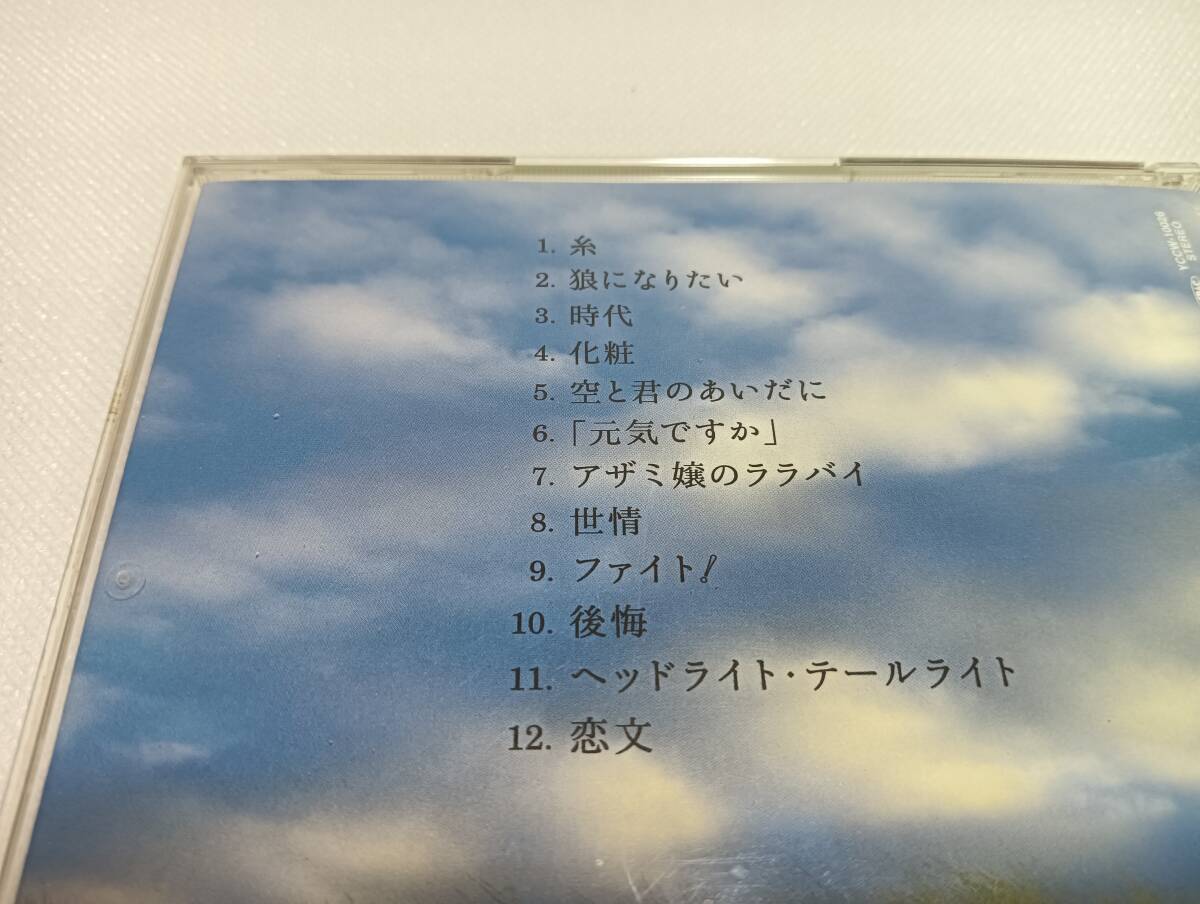 1. 糸
2. 狼になりたい
3. 時代
4. 化粧
5. 空と君のあいだに
6. 「元気ですか」
7. アザミ嬢のララバイ
8. 世情
9. ファイト!
10. 後悔
11. ヘッドライト・テールライト
12. 恋文
STEREO